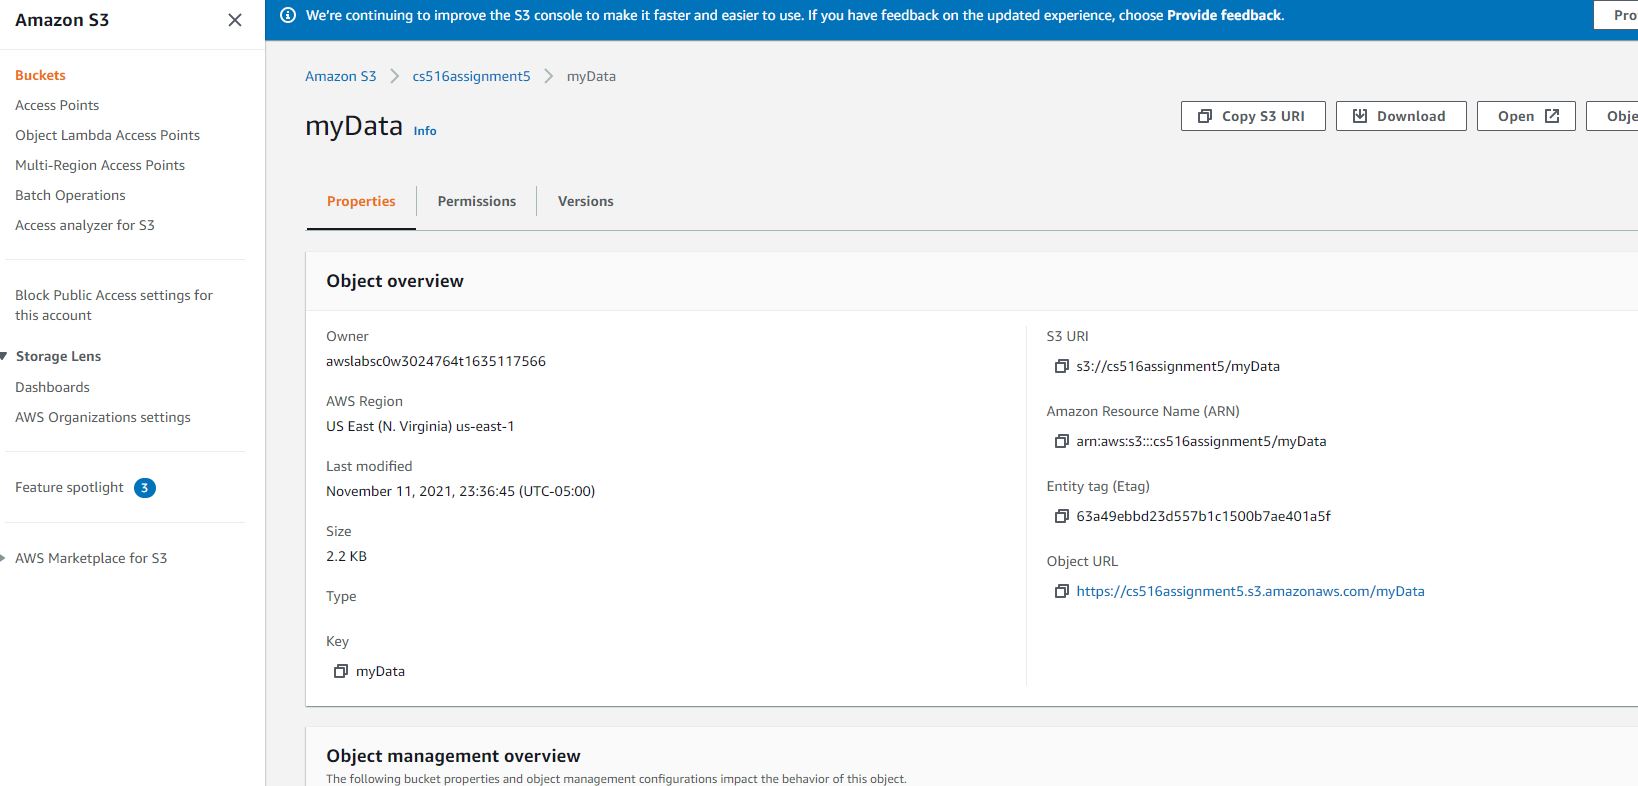 Amazon S3
We're continuing to improve the S3 console to make it faster and easier to use. If you have feedback on the updated experience, choose Provide feedback.
Pro
Buckets
Access Points
Object Lambda Access Points
Multi-Region Access Points
Batch Operations
Access analyzer for S3
Block Public Access settings for
this account
Storage Lens
Dashboards
AWS Organizations settings
Feature spotlight 3
AWS Marketplace for S3
Amazon S3 > cs516assignment5 > myData
myData Info
Copy S3 URI
Download
Open
Obje
Properties
Permissions
Versions
Object overview
Owner
awslabsc0w3024764t1635117566
AWS Region
US East (N. Virginia) us-east-1
Last modified
November 11, 2021, 23:36:45 (UTC-05:00)
Size
2.2 KB
Type
Key
myData
S3 URI
s3://cs516assignment5/myData
Amazon Resource Name (ARN)
arn:aws:s3:::cs516assignment5/myData
Entity tag (Etag)
63a49ebbd23d557b1c1500b7ae401a5f
Object URL
https://cs516assignment5.s3.amazonaws.com/myData
Object management overview
The following bucket properties and object management configurations impact the behavior of this object.